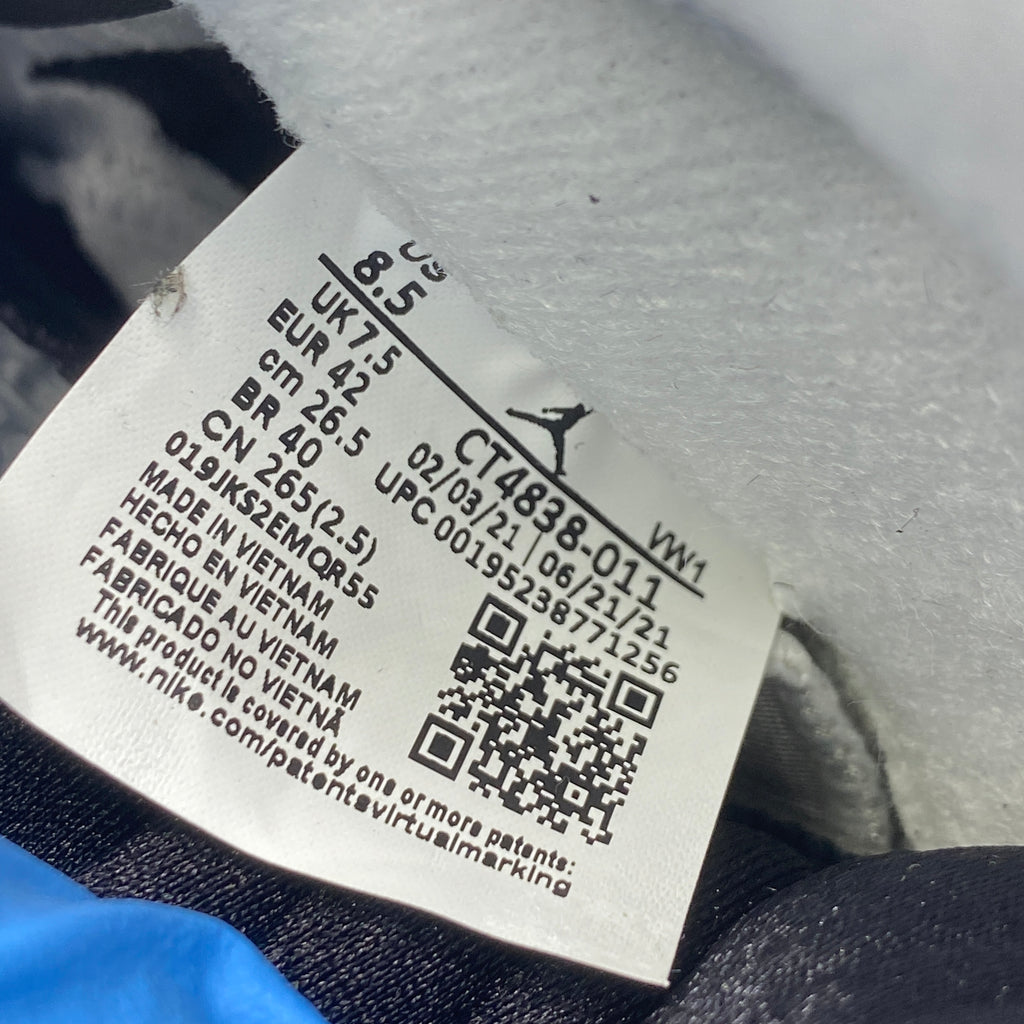 US
8.5
UK 7.5
EUR 42
cm 26.5
BR 40
CN 265(2.5)
019JKS2EMQR55
MADE IN VIETNAM
HECHO EN VIETNAM
FABRIQUE AU VIETNAM
FABRICADO NO VIETNÃ
This product is covered by one or more patents:
www.nike.com/patentsvirtualmarking
VW1
CT4838-011
02/03/21 | 06/21/21
UPC 00195238771256